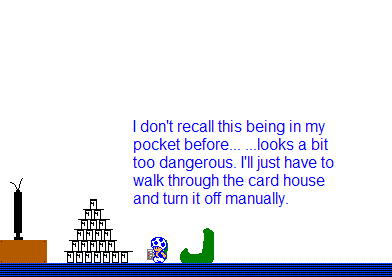 I don't recall this being in my
pocket before... ...looks a bit
too dangerous. I'll just have to
walk through the card house
and turn it off manually.